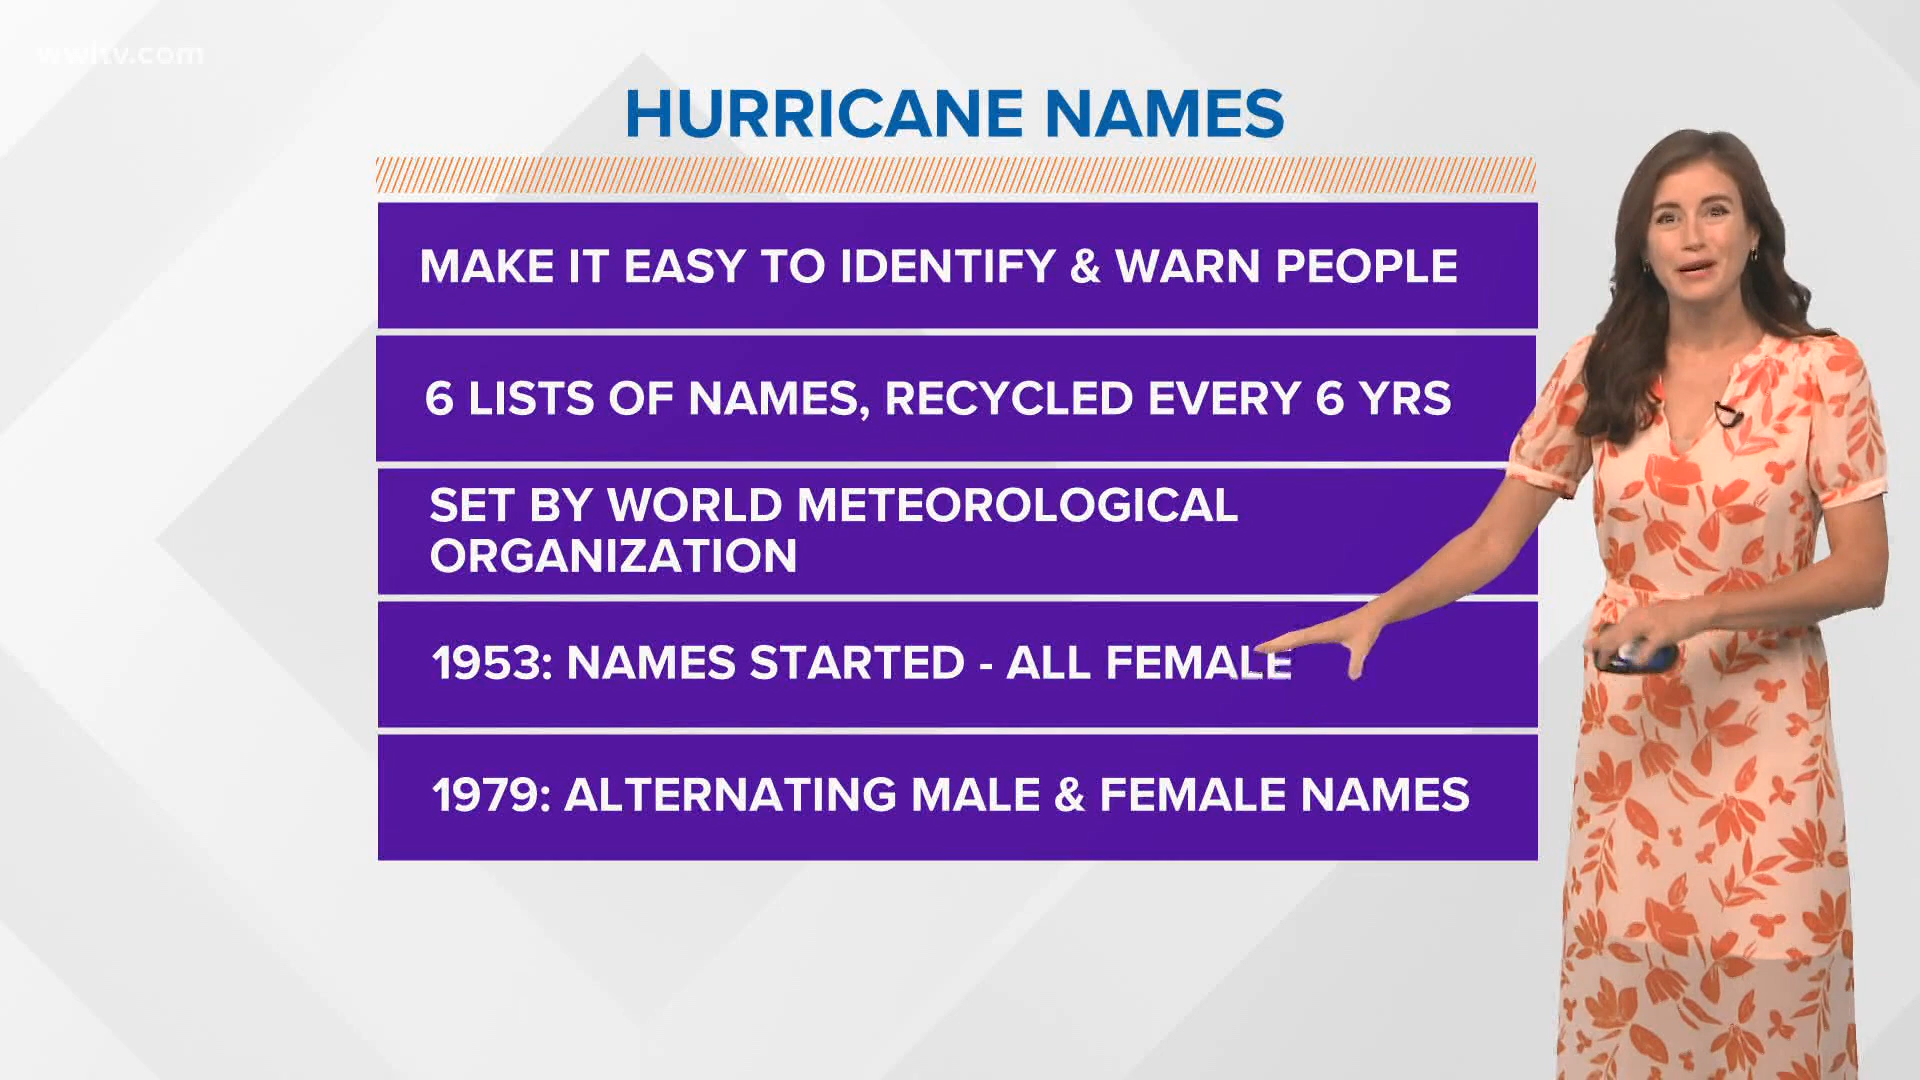 wwltv.com
HURRICANE NAMES
MAKE IT EASY TO IDENTIFY & WARN PEOPLE
6 LISTS OF NAMES, RECYCLED EVERY 6 YRS
SET BY WORLD METEOROLOGICAL
ORGANIZATION
1953: NAMES STARTED - ALL FEMALE
1979: ALTERNATING MALE & FEMALE NAMES